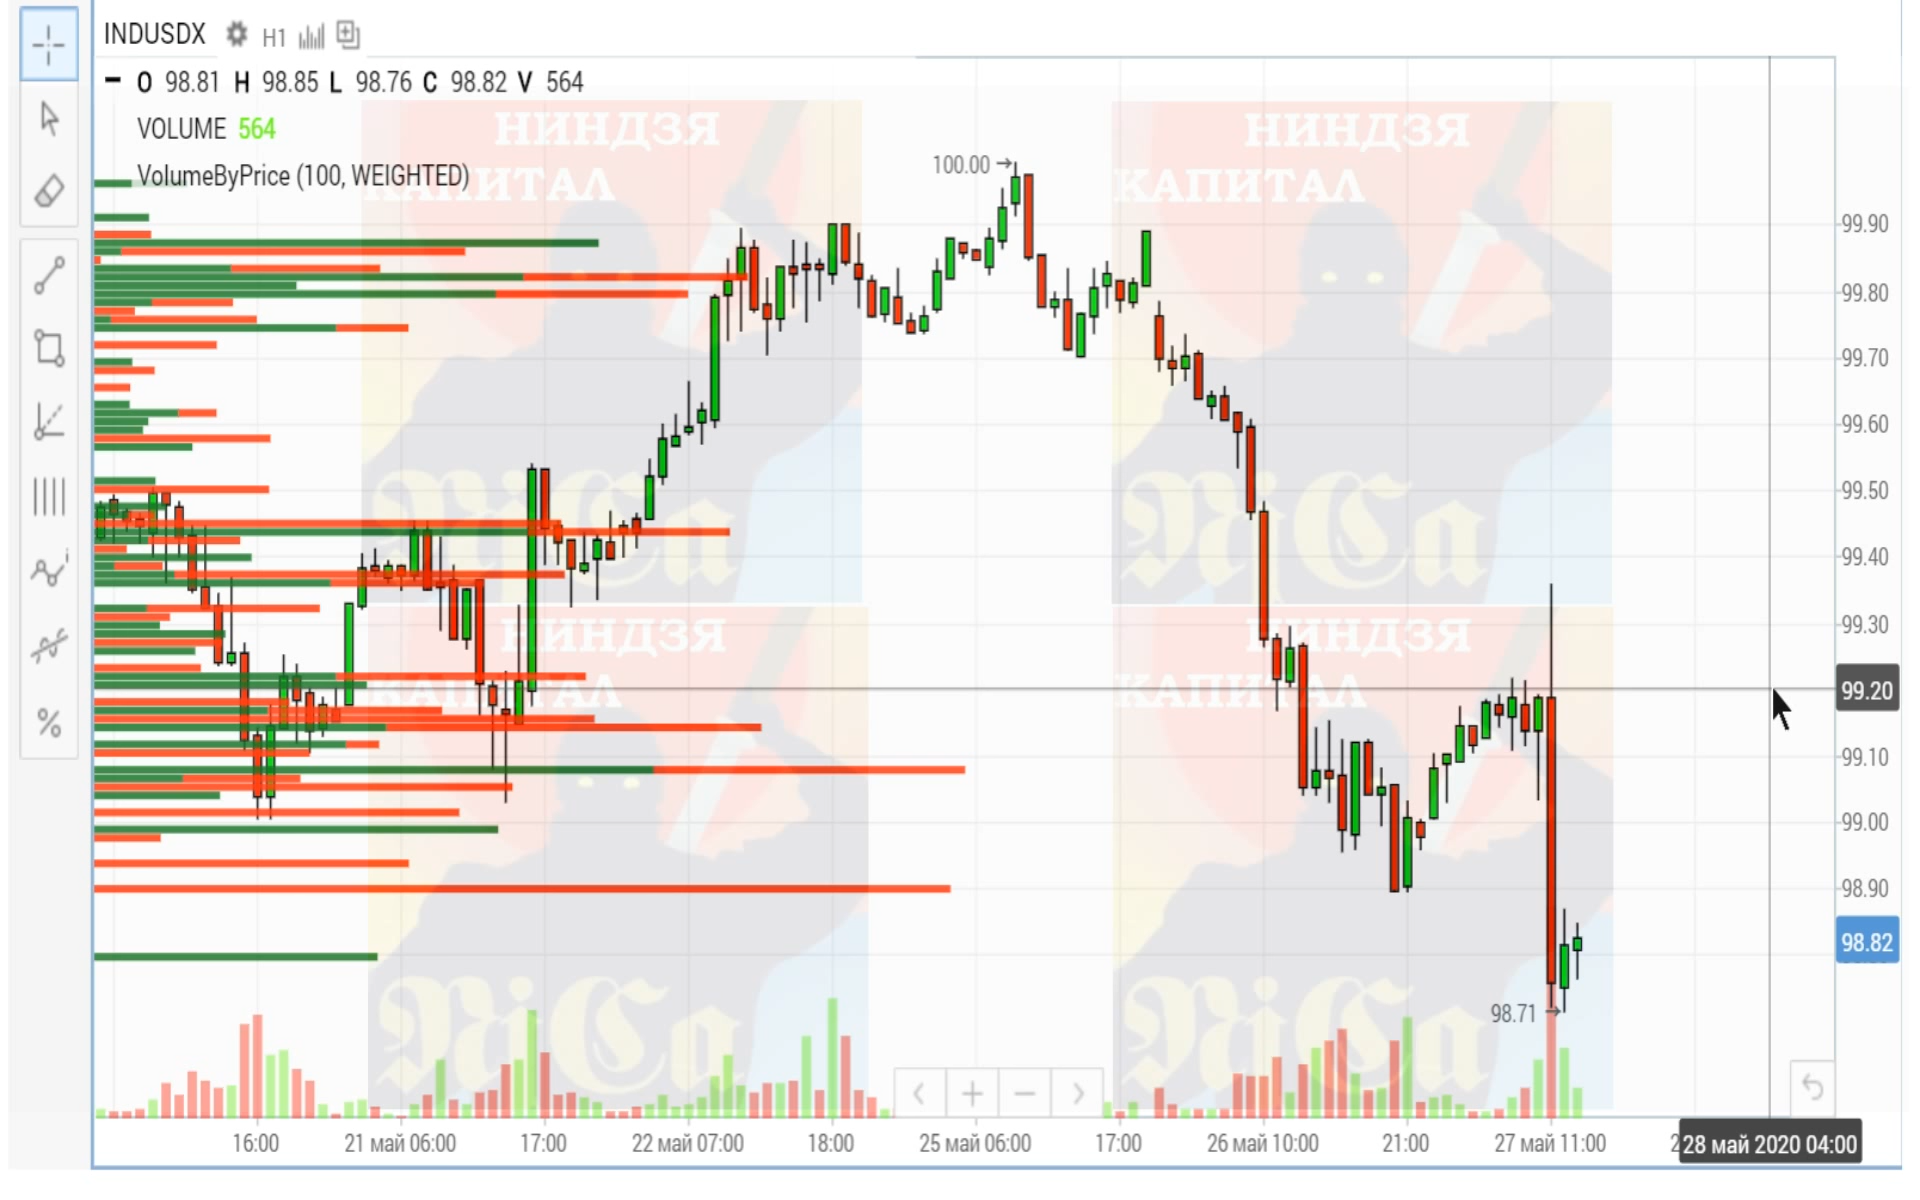 INDUSDX H1
O 98.81 H 98.85 L 98.76 C 98.82 V 564
VOLUME 564
VolumeByPrice (100, WEIGHTED)
НИНДЗЯ
КАПИТАЛ
NiCa
НИНДЗЯ
КАПИТАЛ
NiCa
НИНДЗЯ
КАПИТАЛ
NiCa
НИНДЗЯ
КАПИТАЛ
NiCa
100.00
98.71
99.90
99.80
99.70
99.60
99.50
99.40
99.30
99.20
99.10
99.00
98.90
98.82
16:00 21 май 06:00 17:00 22 май 07:00 18:00 25 май 06:00 17:00 26 май 10:00 21:00 27 май 11:00 28 май 2020 04:00